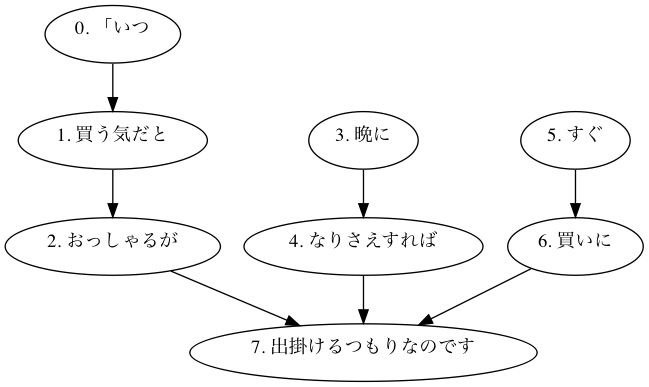 0. 「いつ
1. 買う気だと
3. 晩に
5. すぐ
2. おっしゃるが
4. なりさえすれば
6. 買いに
7. 出掛けるつもりなのです